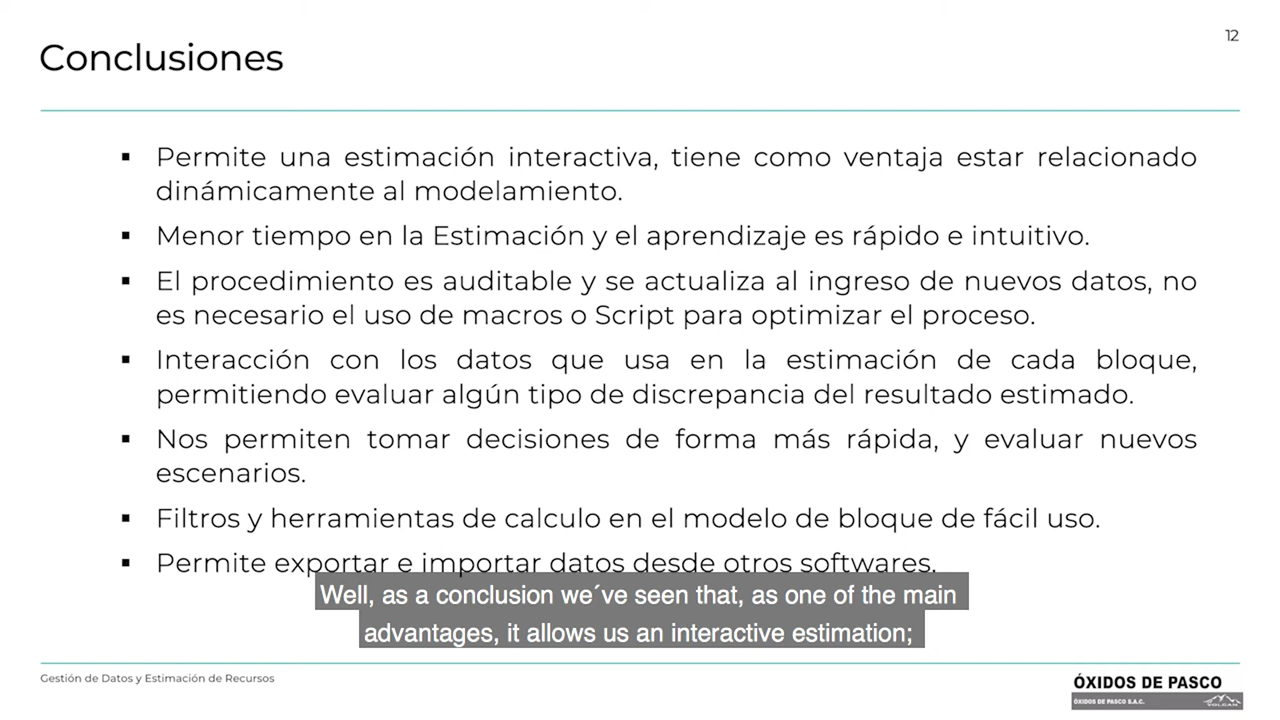 12
Conclusiones
▪ Permite una estimación interactiva, tiene como ventaja estar relacionado
dinámicamente al modelamiento.
▪ Menor tiempo en la Estimación y el aprendizaje es rápido e intuitivo.
▪ El procedimiento es auditable y se actualiza al ingreso de nuevos datos, no
es necesario el uso de macros o Script para optimizar el proceso.
▪ Interacción con los datos que usa en la estimación de cada bloque,
permitiendo evaluar algún tipo de discrepancia del resultado estimado.
▪ Nos permiten tomar decisiones de forma más rápida, y evaluar nuevos
escenarios.
▪ Filtros y herramientas de calculo en el modelo de bloque de fácil uso.
▪ Permite exportar e importar datos desde otros softwares.
Well, as a conclusion we´ve seen that, as one of the main
advantages, it allows us an interactive estimation;
Gestión de Datos y Estimación de Recursos
ÓXIDOS DE PASCO
ÓXIDOS DE PASCO S.A.C.
VOLCAN